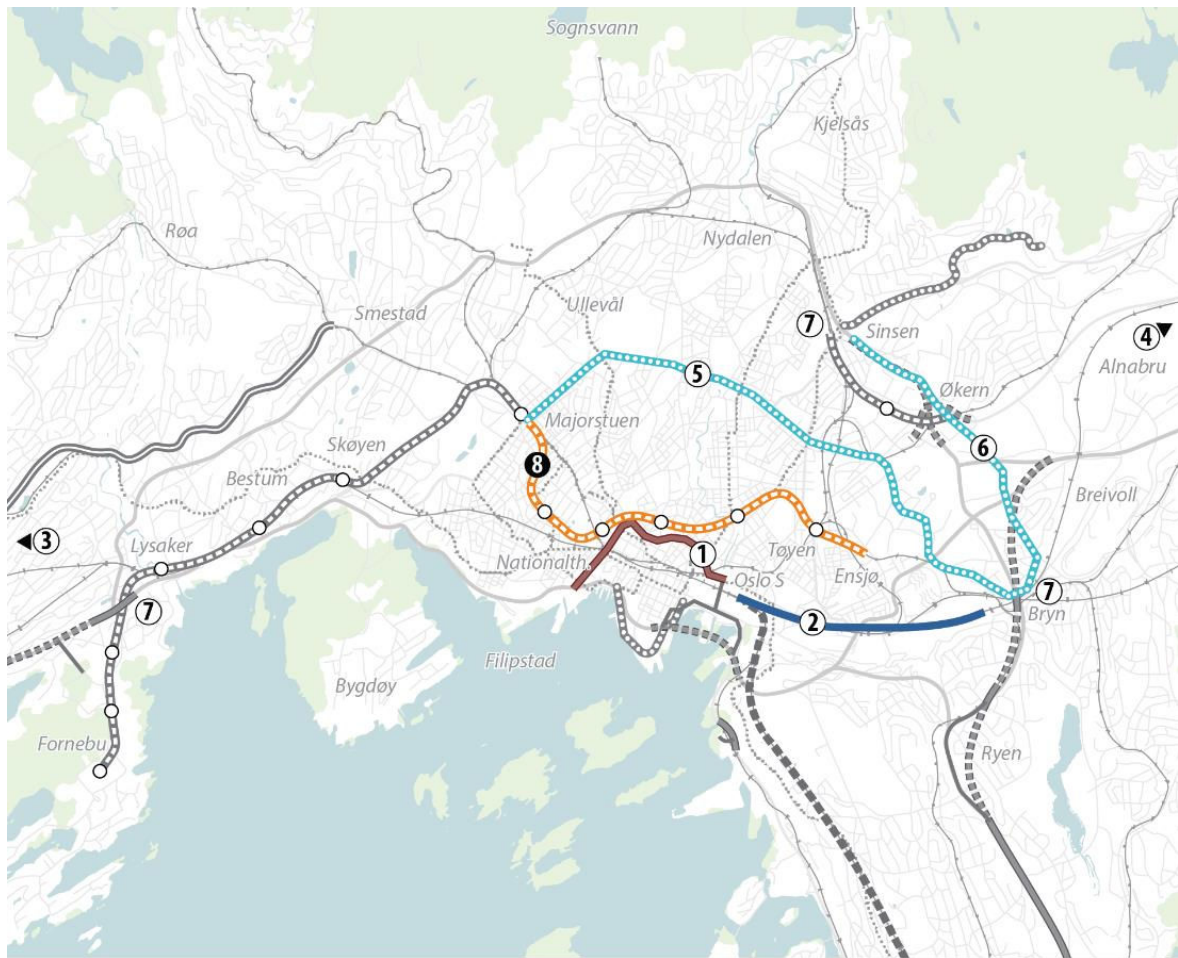 Sognsvann
Kjelsås
Røa
Nydalen
Smestad
Ullevål
7
Sinsen
4
Alnabru
5
Økern
Majorstuen
Skøyen
6
8
Bestum
Breivoll
3
Lysaker
Nationalth.
1
Tøyen
Ensjø
Oslo S
7
7
2
Bryn
Filipstad
Bygdøy
Fornebu
Ryen